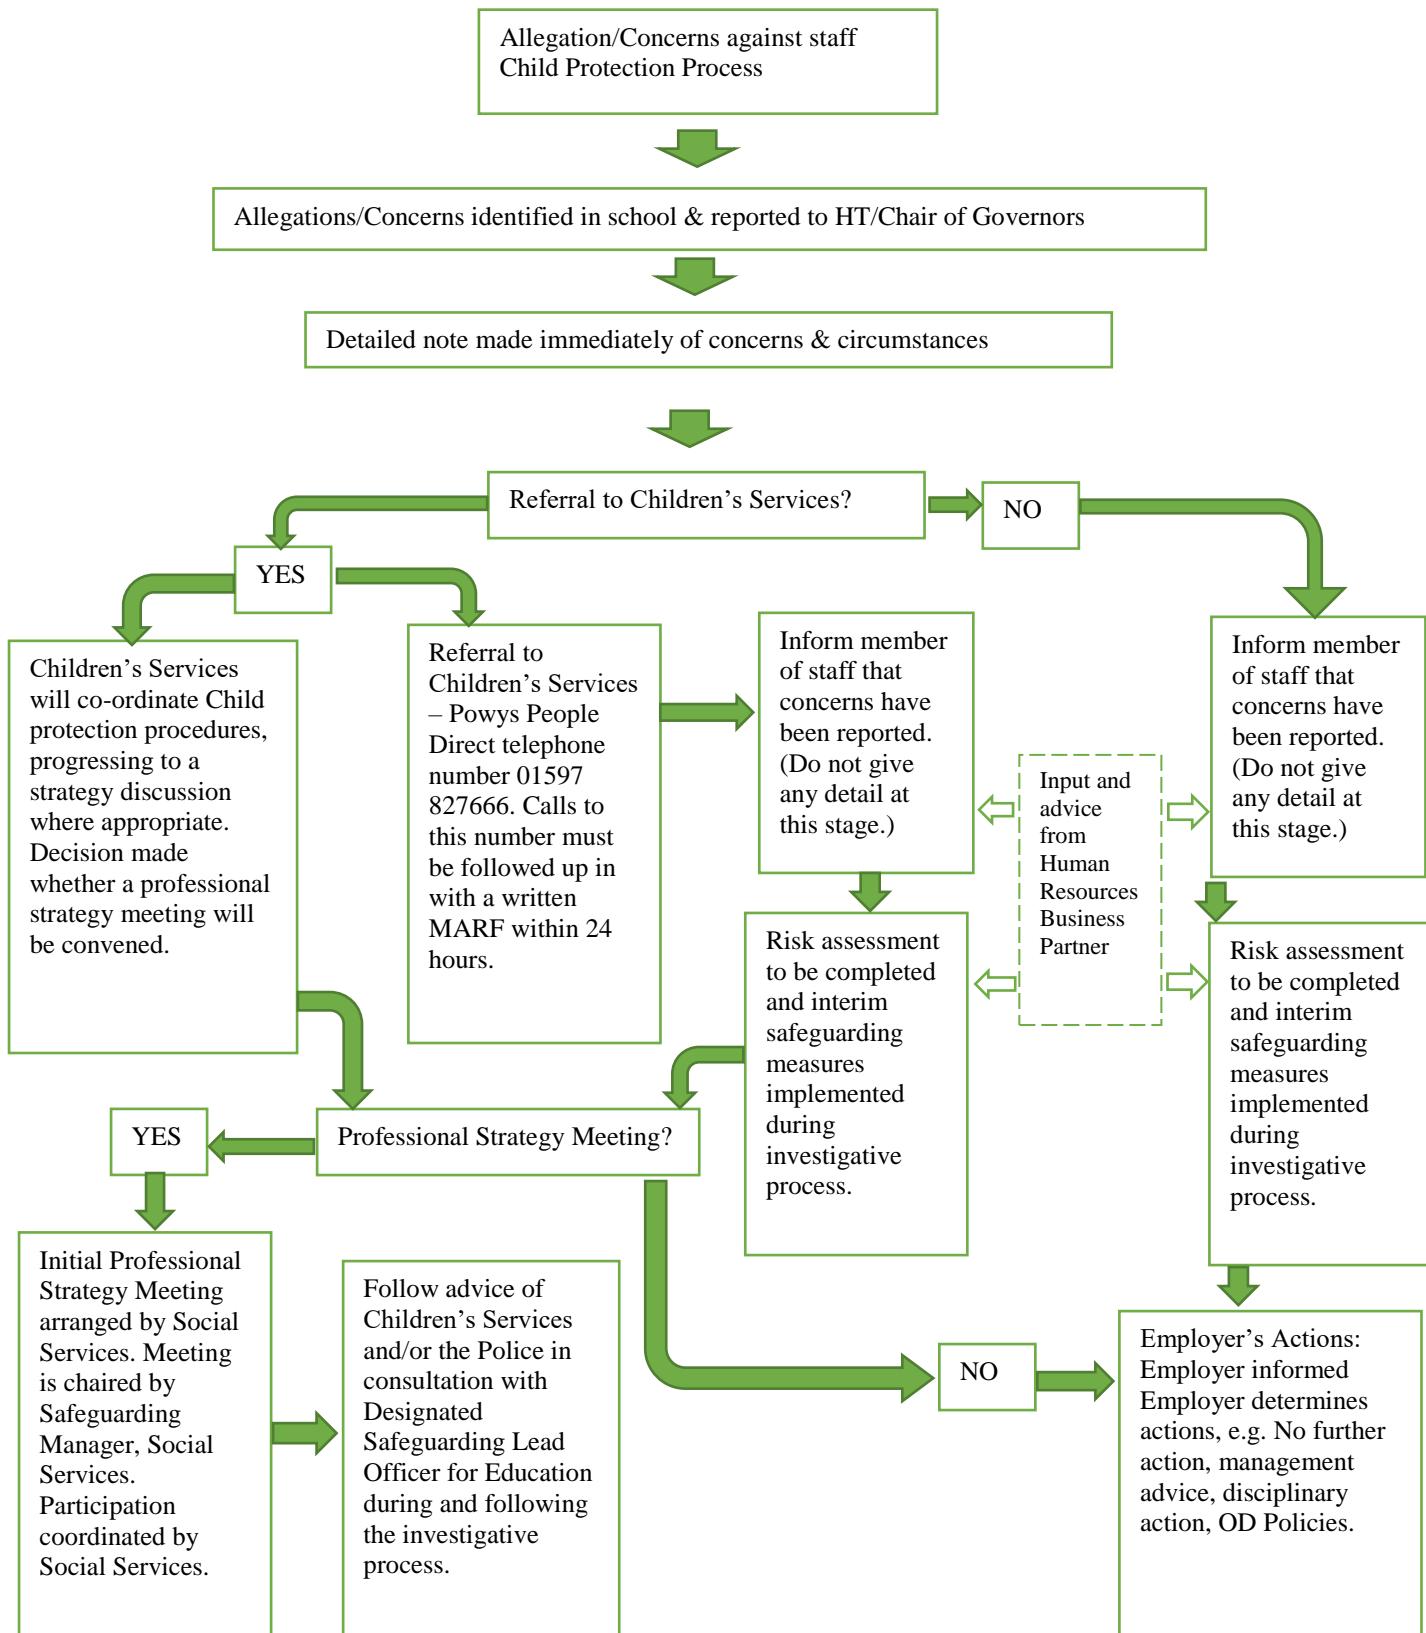 Allegation/Concerns against staff
Child Protection Process
Allegations/Concerns identified in school & reported to HT/Chair of Governors
Detailed note made immediately of concerns & circumstances
Referral to Children’s Services?
NO
YES
Children’s Services
will co-ordinate Child
protection procedures,
progressing to a
strategy discussion
where appropriate.
Decision made
whether a professional
strategy meeting will
be convened.
Referral to
Children’s Services
– Powys People
Direct telephone
number 01597
827666. Calls to
this number must
be followed up in
with a written
MARF within 24
hours.
Inform member
of staff that
concerns have
been reported.
(Do not give
any detail at
this stage.)
Input and
advice
from
Human
Resources
Business
Partner
Inform member
of staff that
concerns have
been reported.
(Do not give
any detail at
this stage.)
Risk assessment
to be completed
and interim
safeguarding
measures
implemented
during
investigative
process.
Risk assessment
to be completed
and interim
safeguarding
measures
implemented
during
investigative
process.
YES
Professional Strategy Meeting?
Initial Professional
Strategy Meeting
arranged by Social
Services. Meeting
is chaired by
Safeguarding
Manager, Social
Services.
Participation
coordinated by
Social Services.
Follow advice of
Children’s Services
and/or the Police in
consultation with
Designated
Safeguarding Lead
Officer for Education
during and following
the investigative
process.
NO
Employer’s Actions:
Employer informed
Employer determines
actions, e.g. No further
action, management
advice, disciplinary
action, OD Policies.